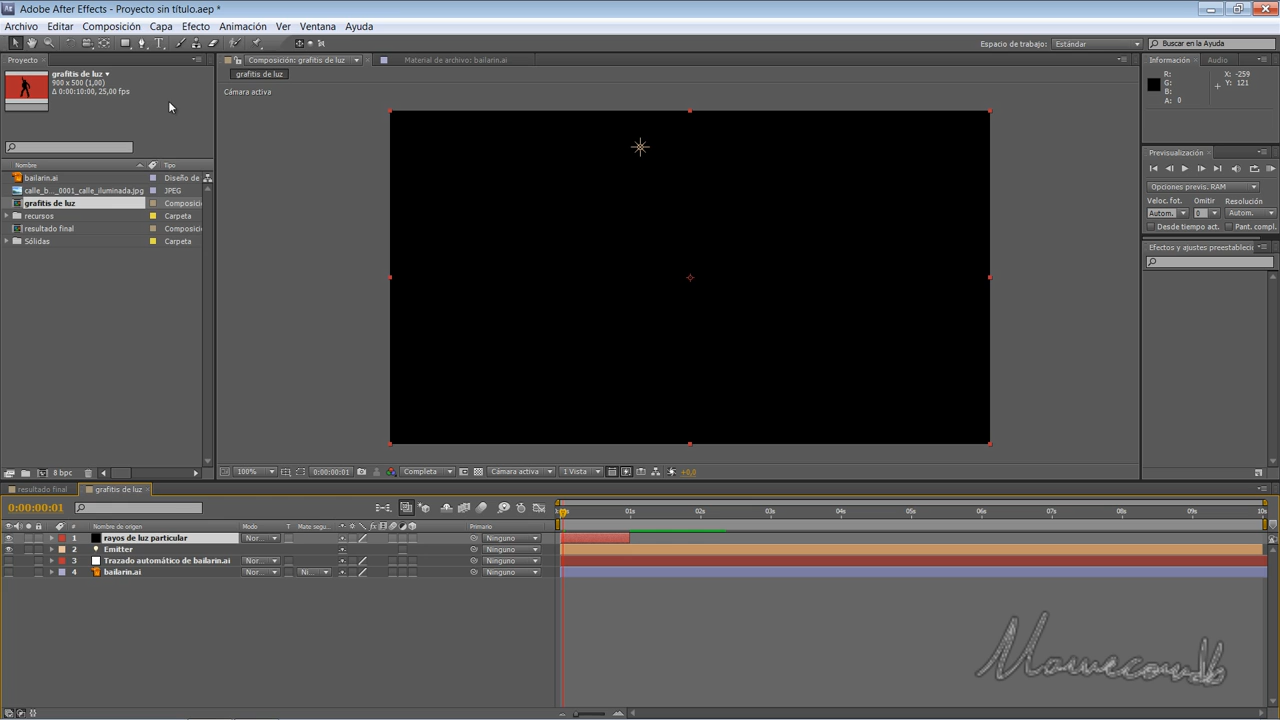 Adobe After Effects - Proyecto sin título.aep *
Archivo Editar Composición Capa Efecto Animación Ver Ventana Ayuda
Espacio de trabajo: Estándar Buscar en la Ayuda
Proyecto Composición: grafitis de luz Material de archivo: bailarin.ai Información Audio
grafitis de luz
900 x 500 (1,00)
Δ 0:00:10:00, 25,00 fps
grafitis de luz
Cámara activa
R: X: -259
G: Y: 121
B:
A: 0
Previsualización
Nombre Tipo
bailarin.ai Diseño de
calle_b..._0001_calle_iluminada.jpg JPEG
grafitis de luz Composici
recursos Carpeta
resultado final Composici
Sólidas Carpeta
Opciones previs. RAM
Veloc. fot. Omitir Resolución
Autom. 0 Autom.
Desde tiempo act. Pant. compl.
Efectos y ajustes preestableci
8 bpc 100% 0:00:00:01 Completa Cámara activa 1 Vista +0,0
resultado final grafitis de luz
0:00:00:01
01s 02s 03s 04s 05s 06s 07s 08s 09s 10s
# Nombre de origen Modo T Mate segu... Primario
1 rayos de luz particular Nor... Ninguno
2 Emitter Ninguno
3 Trazado automático de bailarin.ai Nor... Ninguno
4 bailarin.ai Nor... Ni... Ninguno